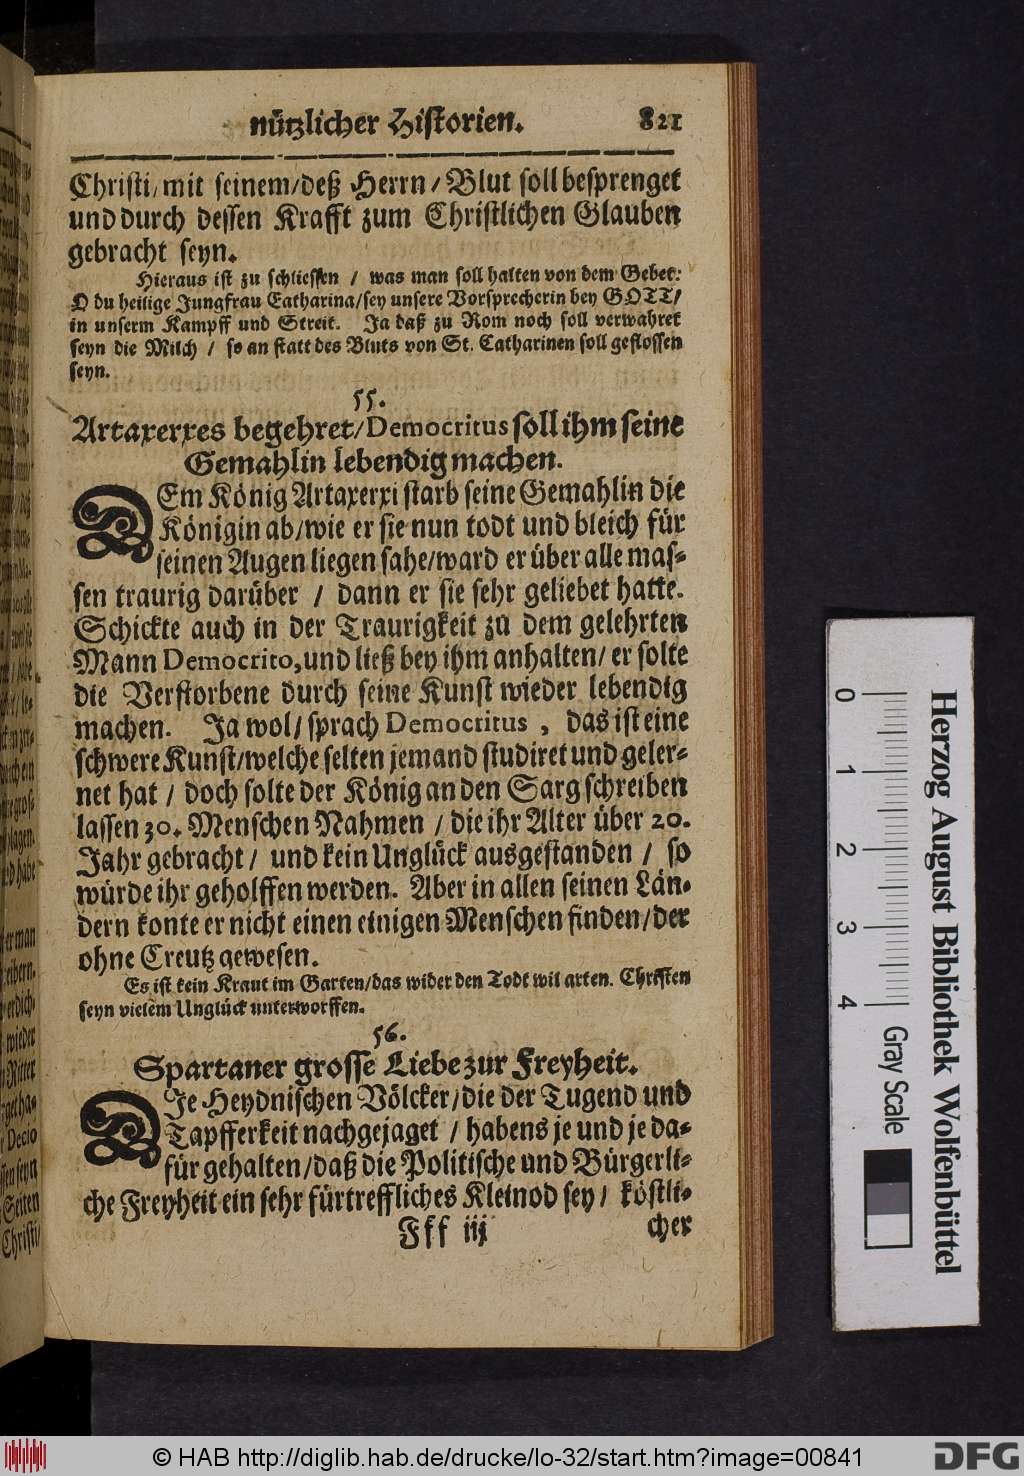 nützlicher Historien. 821
Christi/ mit seinem/ deß Herrn/ Blut soll besprenget
und durch dessen Krafft zum Christlichen Glauben
gebracht seyn.
Hieraus ist zu schliessen / was man soll halten von dem Gebet:
O du heilige Jungfrau Catharina/ sey unsere Vorsprecherin bey GOTT/
in unserm Kampff und Streit. Ja daß zu Rom noch soll verwahret
seyn die Milch / so an statt des Bluts von St. Catharinen soll geflossen
seyn.
55.
Artaxerxes begehret/ Democritus soll ihm seine
Gemahlin lebendig machen.
DEm König Artaxerxi starb seine Gemahlin die
Königin ab/ wie er sie nun todt und bleich für
seinen Augen liegen sahe/ ward er über alle mas-
sen traurig darüber / dann er sie sehr geliebet hatte.
Schickte auch in der Traurigkeit zu dem gelehrten
Mann Democrito, und ließ bey ihm anhalten/ er solte
die Verstorbene durch seine Kunst wieder lebendig
machen. Ja wol/ sprach Democritus , das ist eine
schwere Kunst/ welche selten jemand studiret und geler-
net hat / doch solte der König an den Sarg schreiben
lassen 30. Menschen Nahmen / die ihr Alter über 20.
Jahr gebracht / und kein Unglück ausgestanden / so
würde ihr geholffen werden. Aber in allen seinen Län-
dern konte er nicht einen einigen Menschen finden/ der
ohne Creutz gewesen.
Es ist kein Kraut im Garten/ das wider den Todt wil arten. Christen
seyn vielem Unglück unterworffen.
56.
Spartaner grosse Liebe zur Freyheit.
DJe Heydnischen Völcker/ die der Tugend und
Tapfferkeit nachgejaget / habens je und je da-
für gehalten/ daß die Politische und Bürgerli-
che Freyheit ein sehr fürtreffliches Kleinod sey / köstli-
Fff iij cher
0 1 2 3 4
Gray Scale
Herzog August Bibliothek Wolfenbüttel
© HAB http://diglib.hab.de/drucke/lo-32/start.htm?image=00841
DFG